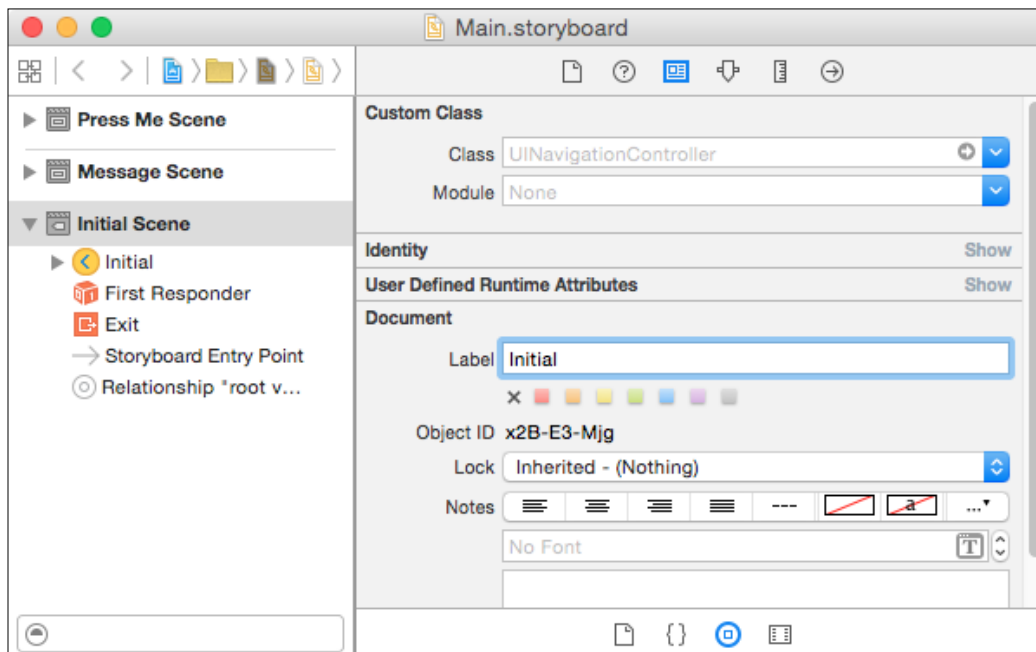 Main.storyboard
Press Me Scene
Message Scene
Initial Scene
Initial
First Responder
Exit
Storyboard Entry Point
Relationship "root v...
Custom Class
Class UINavigationController
Module None
Identity Show
User Defined Runtime Attributes Show
Document
Label Initial
Object ID x2B-E3-Mjg
Lock Inherited - (Nothing)
Notes --- a ...
No Font T
{ }